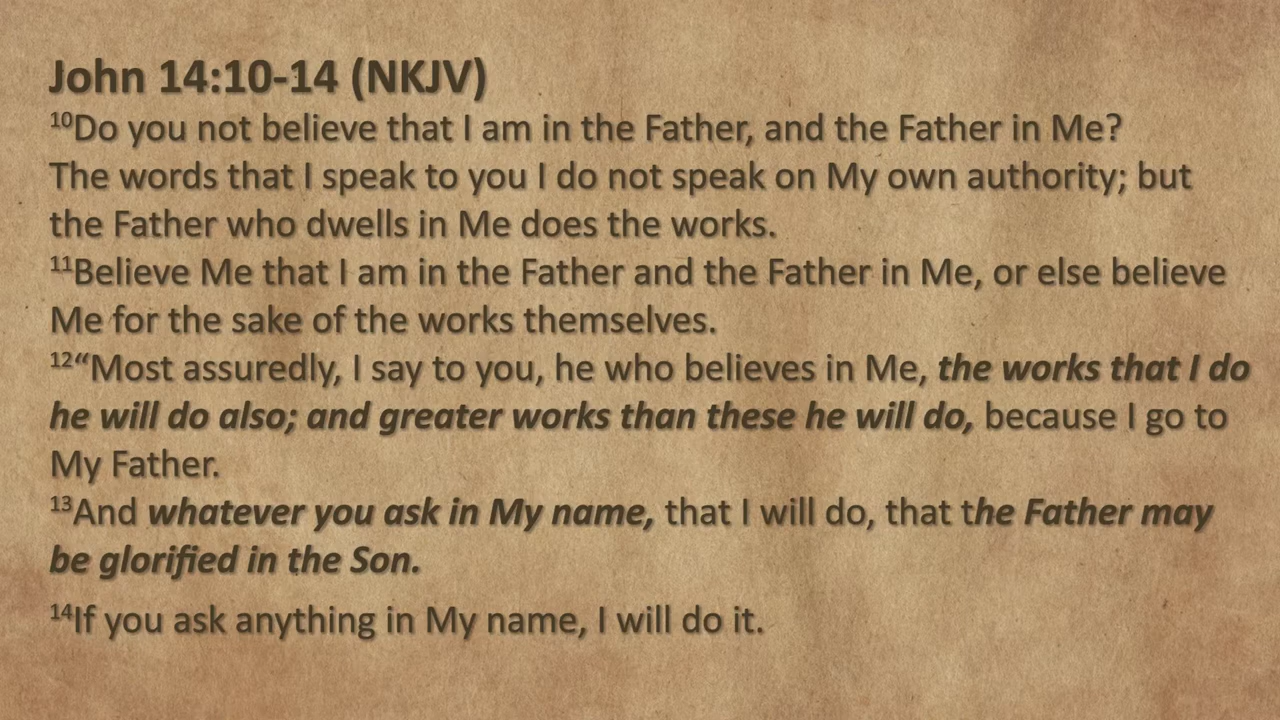 John 14:10-14 (NKJV)
¹⁰Do you not believe that I am in the Father, and the Father in Me?
The words that I speak to you I do not speak on My own authority; but
the Father who dwells in Me does the works.
¹¹Believe Me that I am in the Father and the Father in Me, or else believe
Me for the sake of the works themselves.
¹²“Most assuredly, I say to you, he who believes in Me, the works that I do
he will do also; and greater works than these he will do, because I go to
My Father.
¹³And whatever you ask in My name, that I will do, that the Father may
be glorified in the Son.
¹⁴If you ask anything in My name, I will do it.